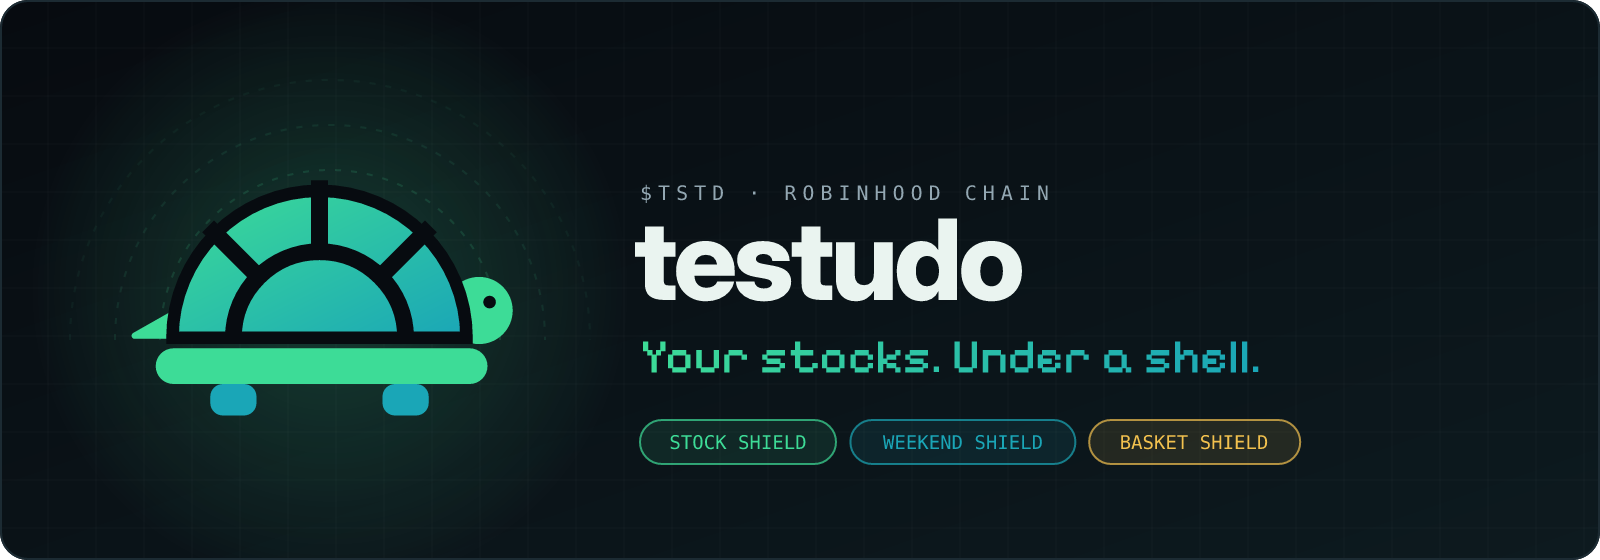 $TSTD · ROBINHOOD CHAIN
testudo
Your stocks. Under a shell.
STOCK SHIELD WEEKEND SHIELD BASKET SHIELD